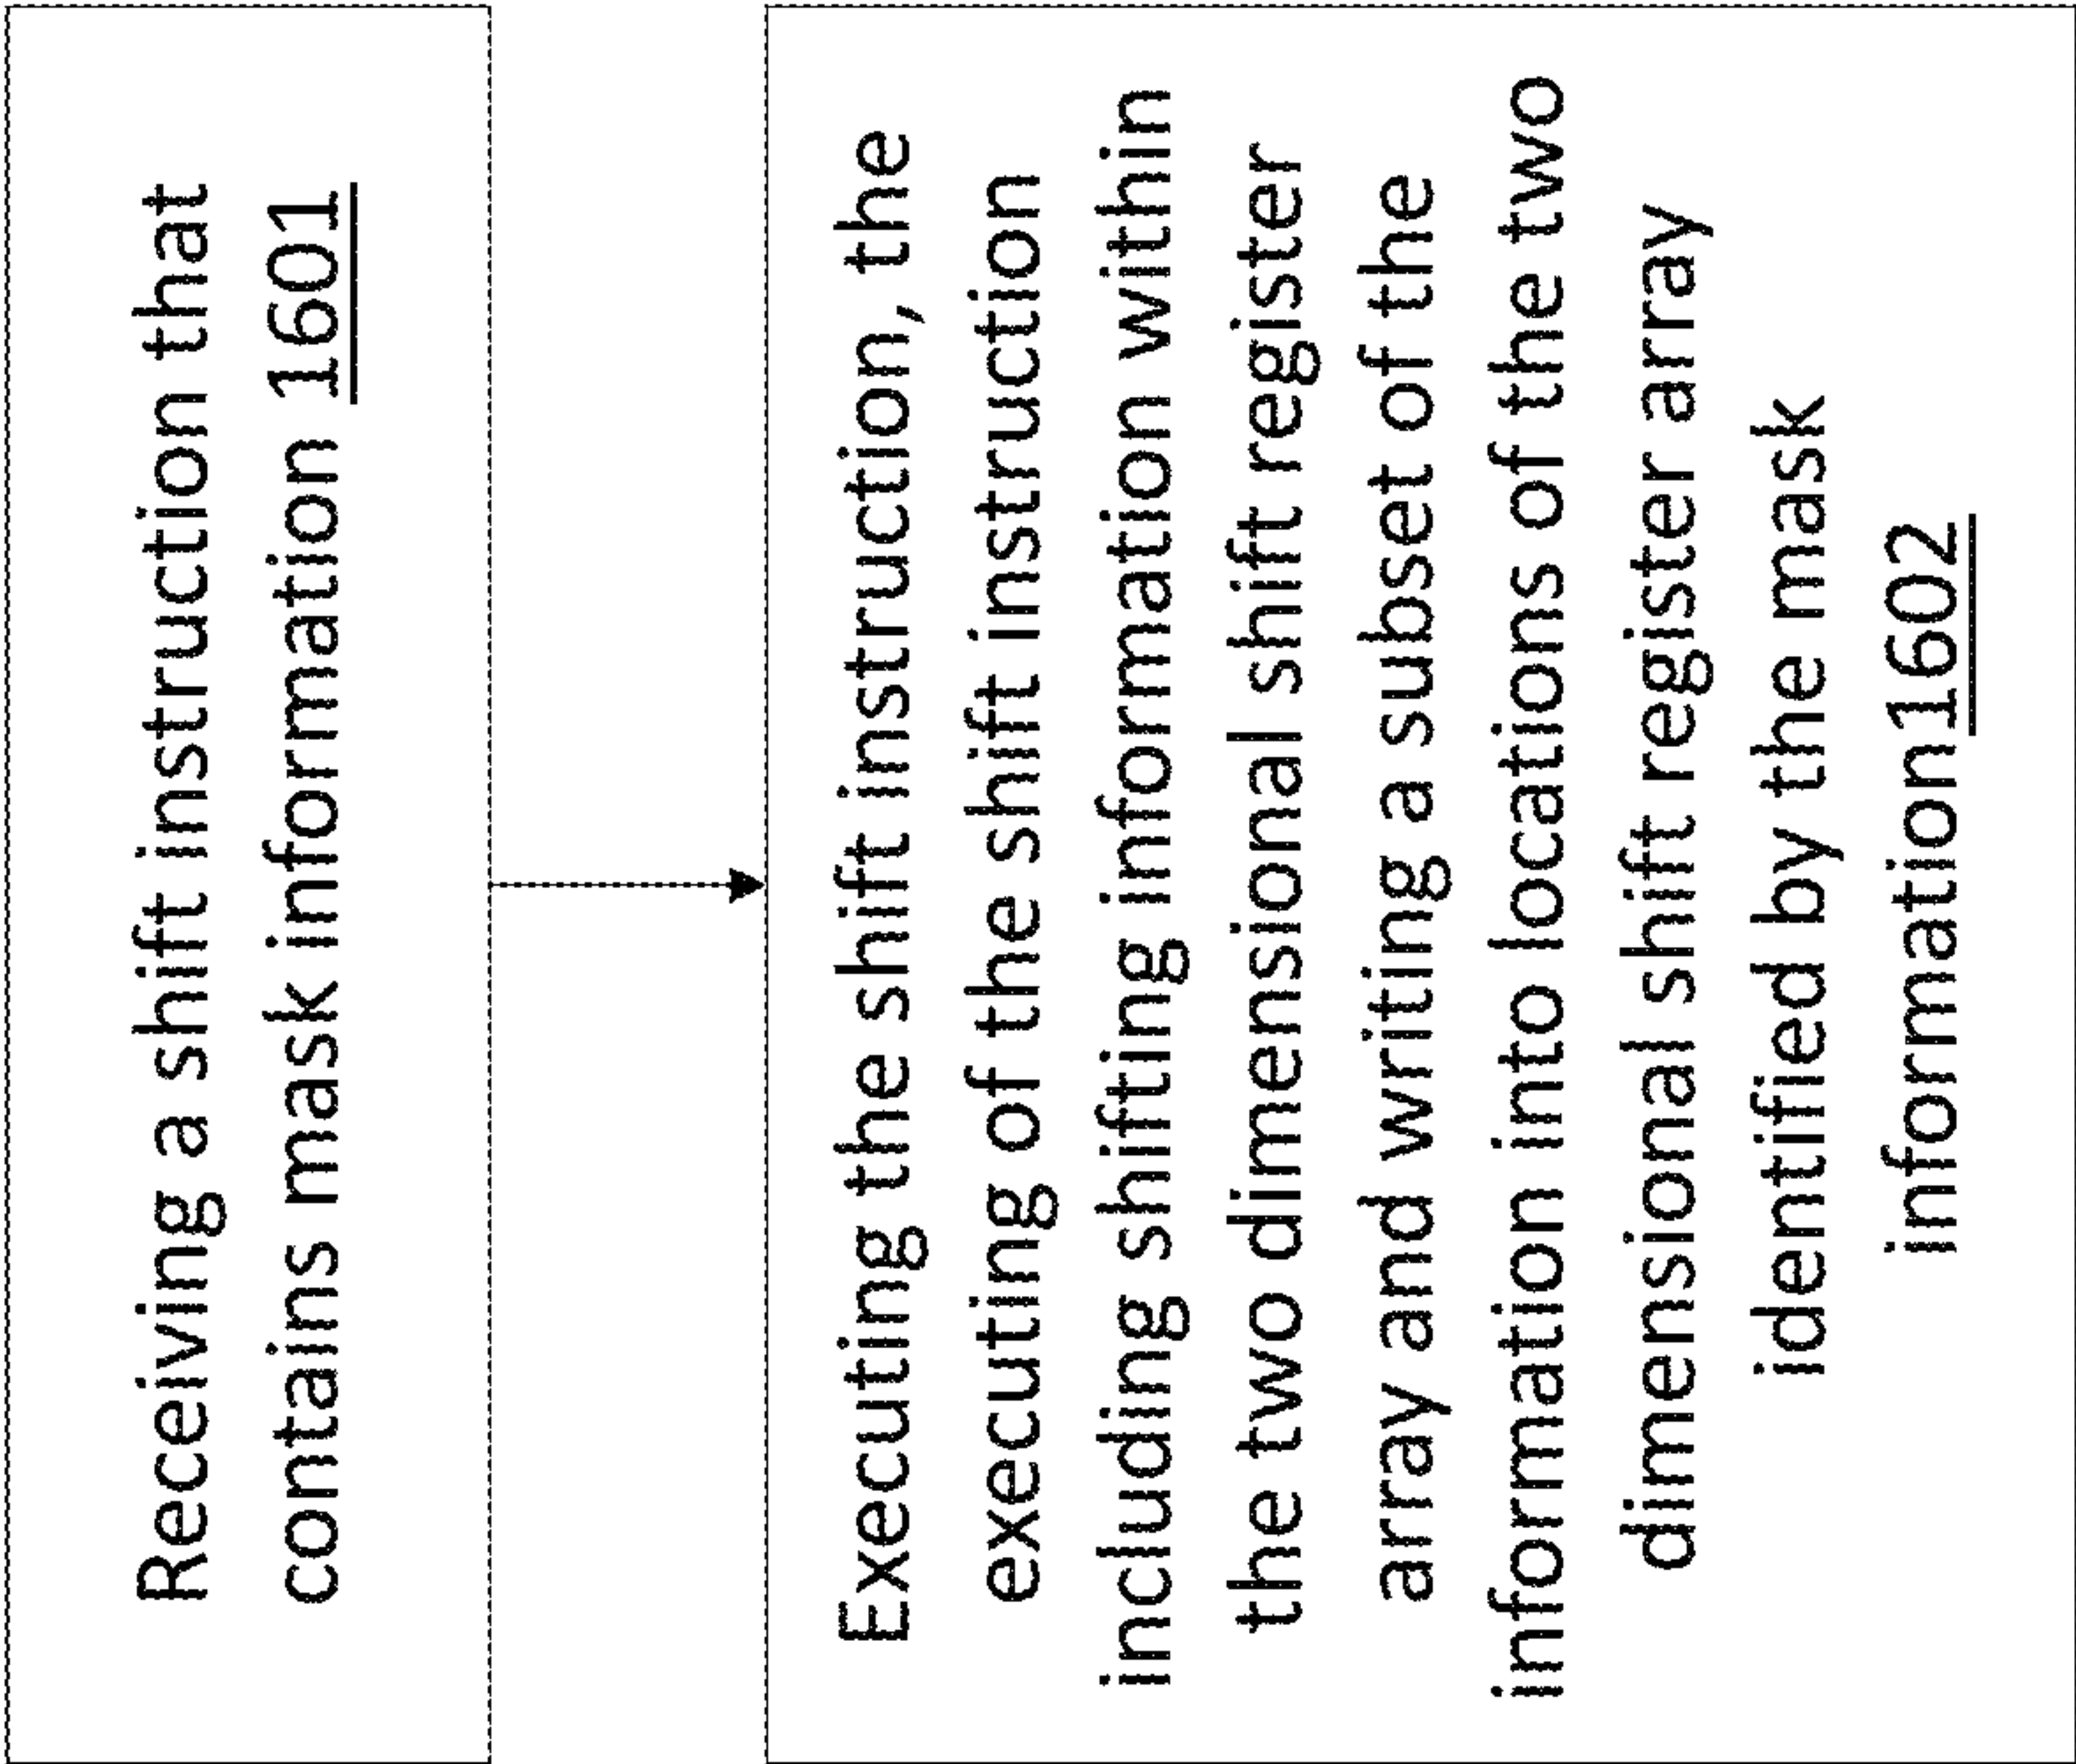 Receiving a shift instruction that
contains mask information 1601
Executing the shift instruction, the
executing of the shift instruction
including shifting information within
the two dimensional shift register
array and writing a subset of the
information into locations of the two
dimensional shift register array
identified by the mask
information1602